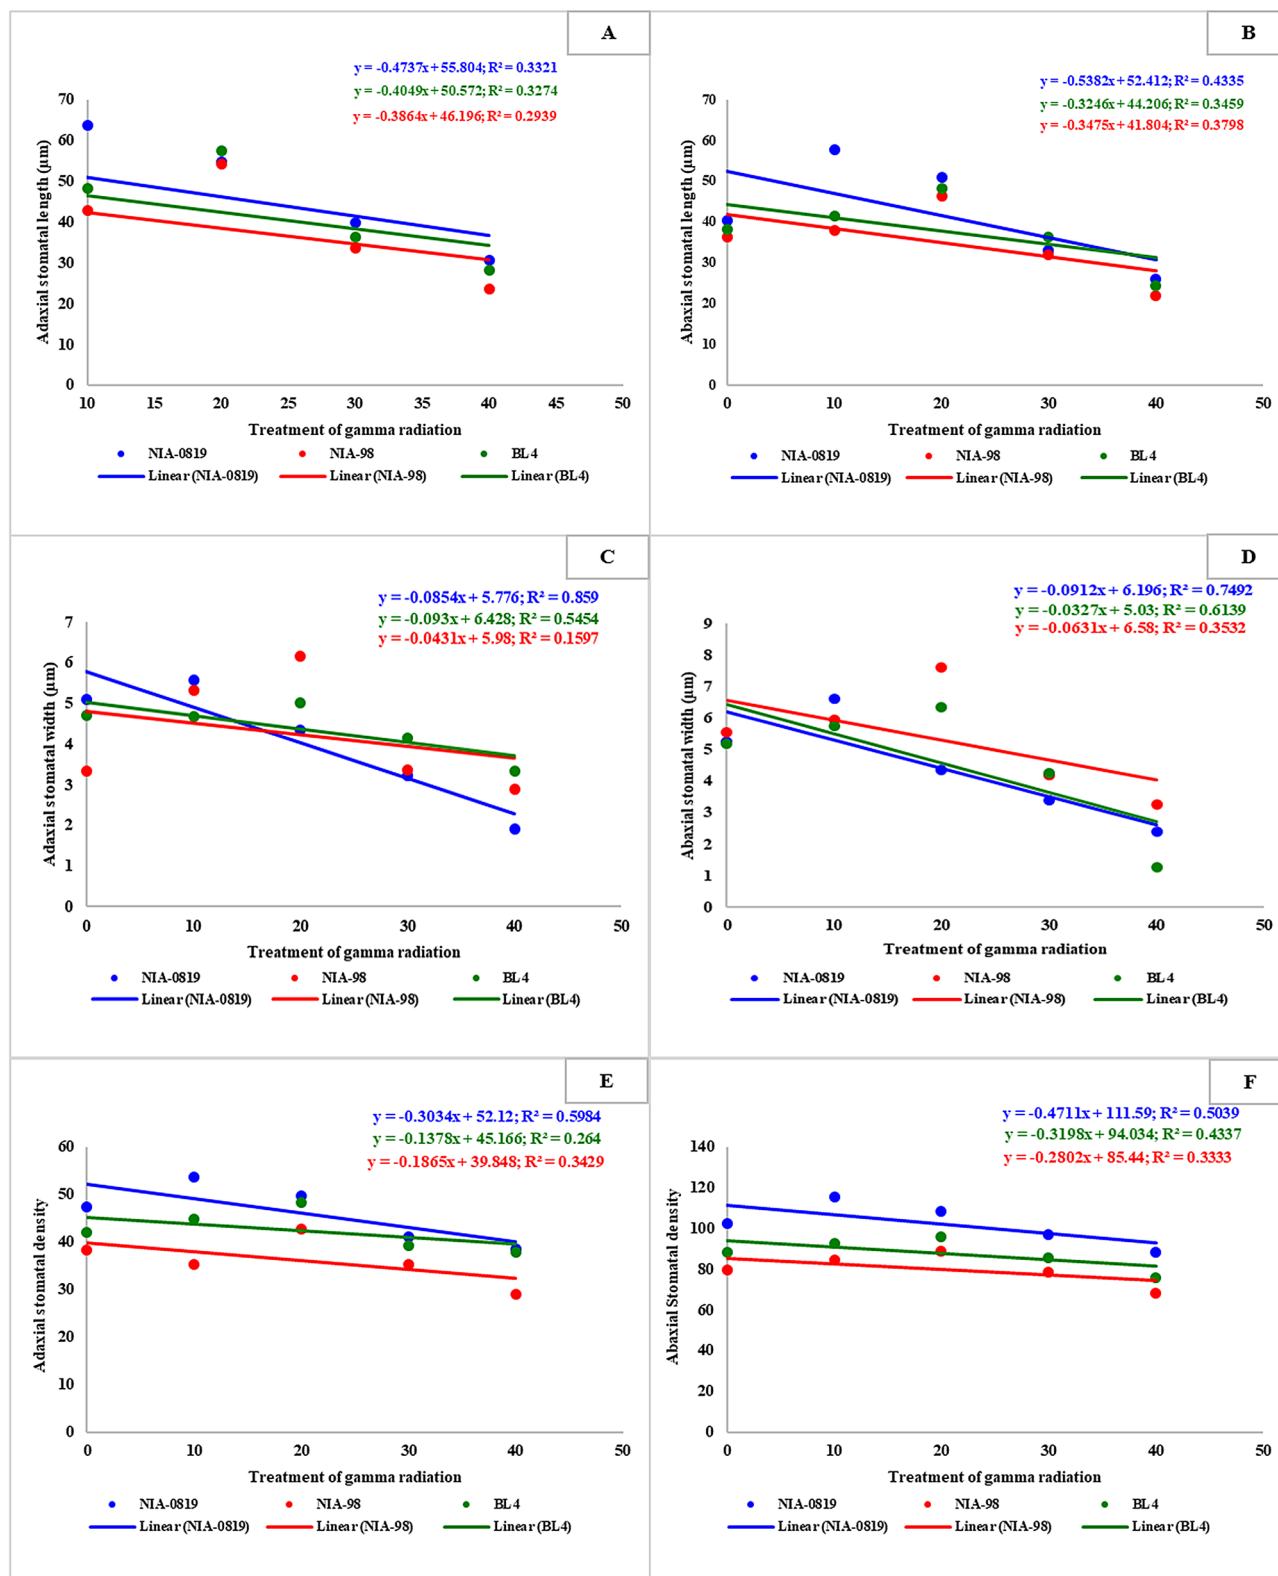 A
y = -0.4737x + 55.804; R² = 0.3321
y = -0.4049x + 50.572; R² = 0.3274
y = -0.3864x + 46.196; R² = 0.2939
Adaxial stomatal length (µm)
70
60
50
40
30
20
10
0
10 15 20 25 30 35 40 45 50
Treatment of gamma radiation
NIA-0819 NIA-98 BL4
Linear (NIA-0819) Linear (NIA-98) Linear (BL4)
B
y = -0.5382x + 52.412; R² = 0.4335
y = -0.3246x + 44.206; R² = 0.3459
y = -0.3475x + 41.804; R² = 0.3798
Abaxial stomatal length (µm)
70
60
50
40
30
20
10
0
0 10 20 30 40 50
Treatment of gamma radiation
NIA-0819 NIA-98 BL4
Linear (NIA-0819) Linear (NIA-98) Linear (BL4)
C
y = -0.0854x + 5.776; R² = 0.859
y = -0.093x + 6.428; R² = 0.5454
y = -0.0431x + 5.98; R² = 0.1597
Adaxial stomatal width (µm)
7
6
5
4
3
2
1
0
0 10 20 30 40 50
Treatment of gamma radiation
NIA-0819 NIA-98 BL4
Linear (NIA-0819) Linear (NIA-98) Linear (BL4)
D
y = -0.0912x + 6.196; R² = 0.7492
y = -0.0327x + 5.03; R² = 0.6139
y = -0.0631x + 6.58; R² = 0.3532
Abaxial stomatal width (µm)
9
8
7
6
5
4
3
2
1
0
0 10 20 30 40 50
Treatment of gamma radiation
NIA-0819 NIA-98 BL4
Linear (NIA-0819) Linear (NIA-98) Linear (BL4)
E
y = -0.3034x + 52.12; R² = 0.5984
y = -0.1378x + 45.166; R² = 0.264
y = -0.1865x + 39.848; R² = 0.3429
Adaxial stomatal density
60
50
40
30
20
10
0
0 10 20 30 40 50
Treatment of gamma radiation
NIA-0819 NIA-98 BL4
Linear (NIA-0819) Linear (NIA-98) Linear (BL4)
F
y = -0.4711x + 111.59; R² = 0.5039
y = -0.3198x + 94.034; R² = 0.4337
y = -0.2802x + 85.44; R² = 0.3333
Abaxial Stomatal density
140
120
100
80
60
40
20
0
0 10 20 30 40 50
Treatment of gamma radiation
NIA-0819 NIA-98 BL4
Linear (NIA-0819) Linear (NIA-98) Linear (BL4)